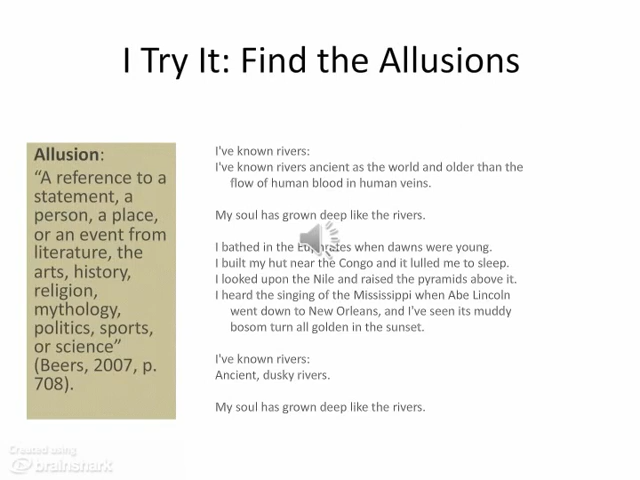 I Try It: Find the Allusions
Allusion:
“A reference to a
statement, a
person, a place,
or an event from
literature, the
arts, history,
religion,
mythology,
politics, sports,
or science”
(Beers, 2007, p.
708).
I've known rivers:
I've known rivers ancient as the world and older than the
flow of human blood in human veins.
My soul has grown deep like the rivers.
I bathed in the Euphrates when dawns were young.
I built my hut near the Congo and it lulled me to sleep.
I looked upon the Nile and raised the pyramids above it.
I heard the singing of the Mississippi when Abe Lincoln
went down to New Orleans, and I've seen its muddy
bosom turn all golden in the sunset.
I've known rivers:
Ancient, dusky rivers.
My soul has grown deep like the rivers.
Created using
brainshark